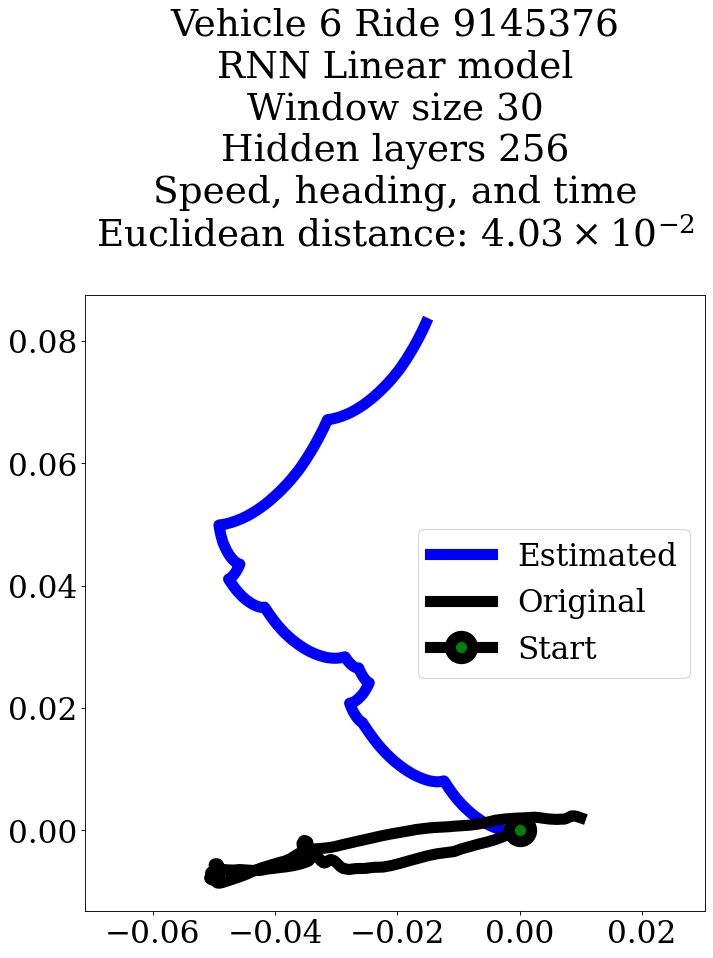 Vehicle 6 Ride 9145376
RNN Linear model
Window size 30
Hidden layers 256
Speed, heading, and time
Euclidean distance: 4.03 × 10⁻²
0.08
0.06
0.04
0.02
0.00
Estimated
Original
Start
−0.06 −0.04 −0.02 0.00 0.02